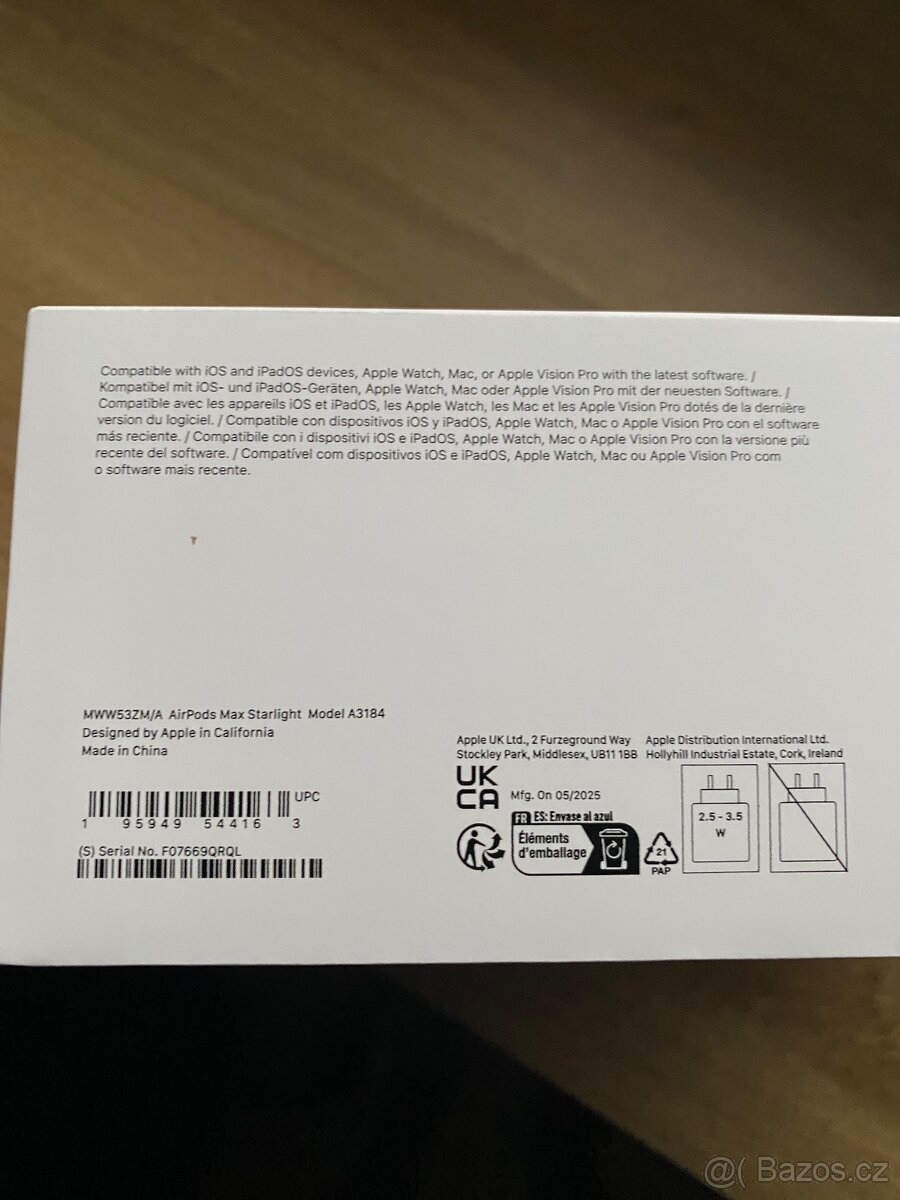 Compatible with iOS and iPadOS devices, Apple Watch, Mac, or Apple Vision Pro with the latest software. /
Kompatibel mit iOS- und iPadOS-Geräten, Apple Watch, Mac oder Apple Vision Pro mit der neuesten Software. /
Compatible avec les appareils iOS et iPadOS, les Apple Watch, les Mac et les Apple Vision Pro dotés de la dernière
version du logiciel. / Compatible con dispositivos iOS y iPadOS, Apple Watch, Mac o Apple Vision Pro con el software
más reciente. / Compatibile con i dispositivi iOS e iPadOS, Apple Watch, Mac o Apple Vision Pro con la versione più
recente del software. / Compatível com dispositivos iOS e iPadOS, Apple Watch, Mac ou Apple Vision Pro com
o software mais recente.
MWW53ZM/A AirPods Max Starlight Model A3184
Designed by Apple in California
Made in China
UPC
1 95949 54416 3
(S) Serial No. F07669QRQL
Apple UK Ltd., 2 Furzeground Way
Stockley Park, Middlesex, UB11 1BB
Apple Distribution International Ltd.
Hollyhill Industrial Estate, Cork, Ireland
UK
CA
Mfg. On 05/2025
FR ES: Envase al azul
Éléments
d'emballage
21
PAP
2.5 - 3.5
W
@( Bazos.cz